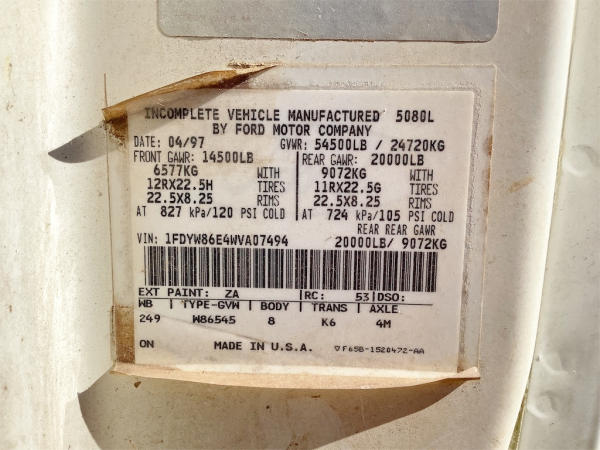 INCOMPLETE VEHICLE MANUFACTURED 5080L
BY FORD MOTOR COMPANY
DATE: 04/97 GVWR: 54500LB / 24720KG
FRONT GAWR: 14500LB REAR GAWR: 20000LB
6577KG WITH 9072KG WITH
12RX22.5H TIRES 11RX22.5G TIRES
22.5X8.25 RIMS 22.5X8.25 RIMS
AT 827 kPa/120 PSI COLD AT 724 kPa/105 PSI COLD
REAR REAR GAWR
VIN: 1FDYW86E4WVA07494 20000LB/ 9072KG
EXT PAINT: ZA RC: 53 DSO:
WB TYPE-GVW BODY TRANS AXLE
249 W86545 8 K6 4M
ON MADE IN U.S.A. F65B-1520472-AA